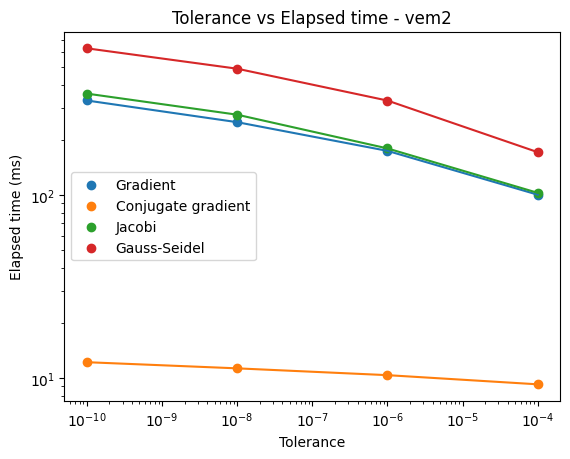 Tolerance vs Elapsed time - vem2
Elapsed time (ms)
10²
10¹
Gradient
Conjugate gradient
Jacobi
Gauss-Seidel
10⁻¹⁰ 10⁻⁹ 10⁻⁸ 10⁻⁷ 10⁻⁶ 10⁻⁵ 10⁻⁴
Tolerance